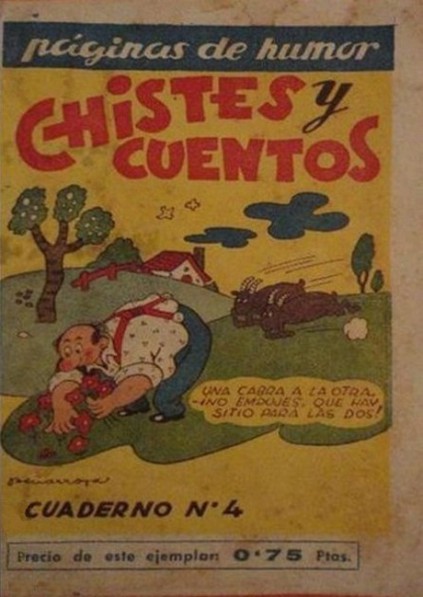 páginas de humor
CHISTES y
CUENTOS
UNA CABRA A LA OTRA.
-¡NO EMPUJES, QUE HAY
SITIO PARA LAS DOS!
Peñarroya
CUADERNO Nº 4
Precio de este ejemplar: 0'75 Ptas.